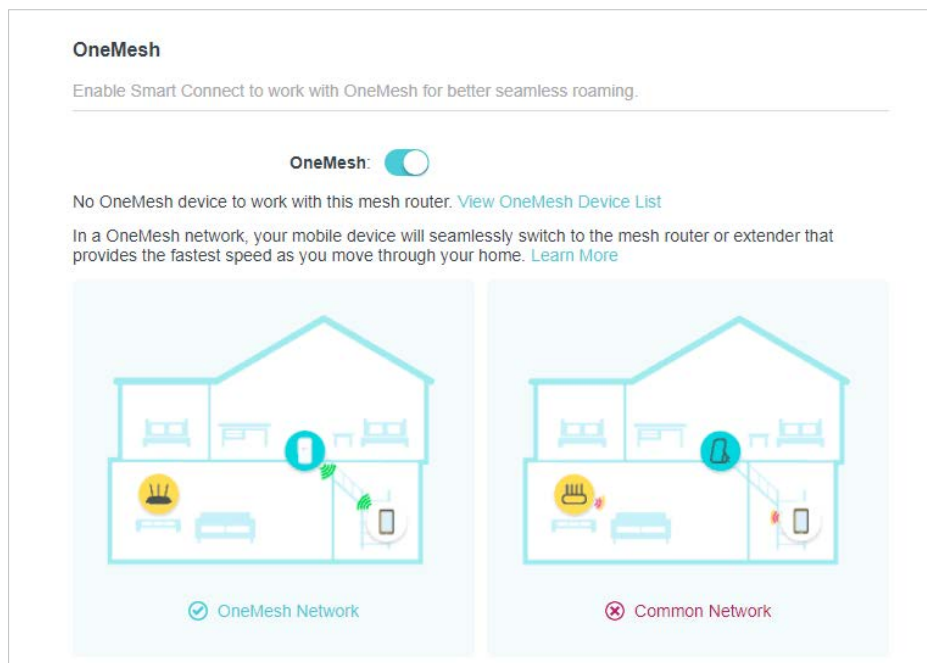 OneMesh
Enable Smart Connect to work with OneMesh for better seamless roaming.
OneMesh:
No OneMesh device to work with this mesh router. View OneMesh Device List
In a OneMesh network, your mobile device will seamlessly switch to the mesh router or extender that
provides the fastest speed as you move through your home. Learn More
OneMesh Network
Common Network